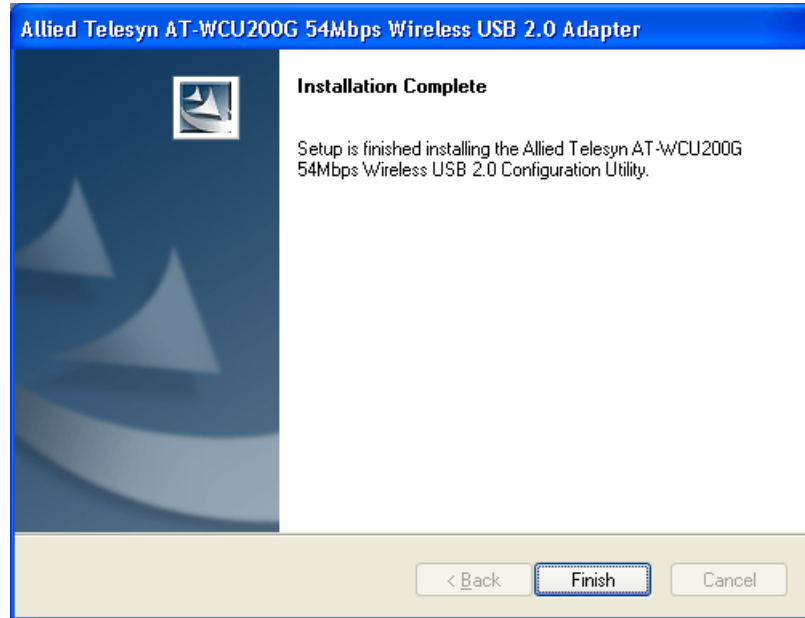 Allied Telesyn AT-WCU200G 54Mbps Wireless USB 2.0 Adapter
Installation Complete
Setup is finished installing the Allied Telesyn AT-WCU200G
54Mbps Wireless USB 2.0 Configuration Utility.
< Back Finish Cancel